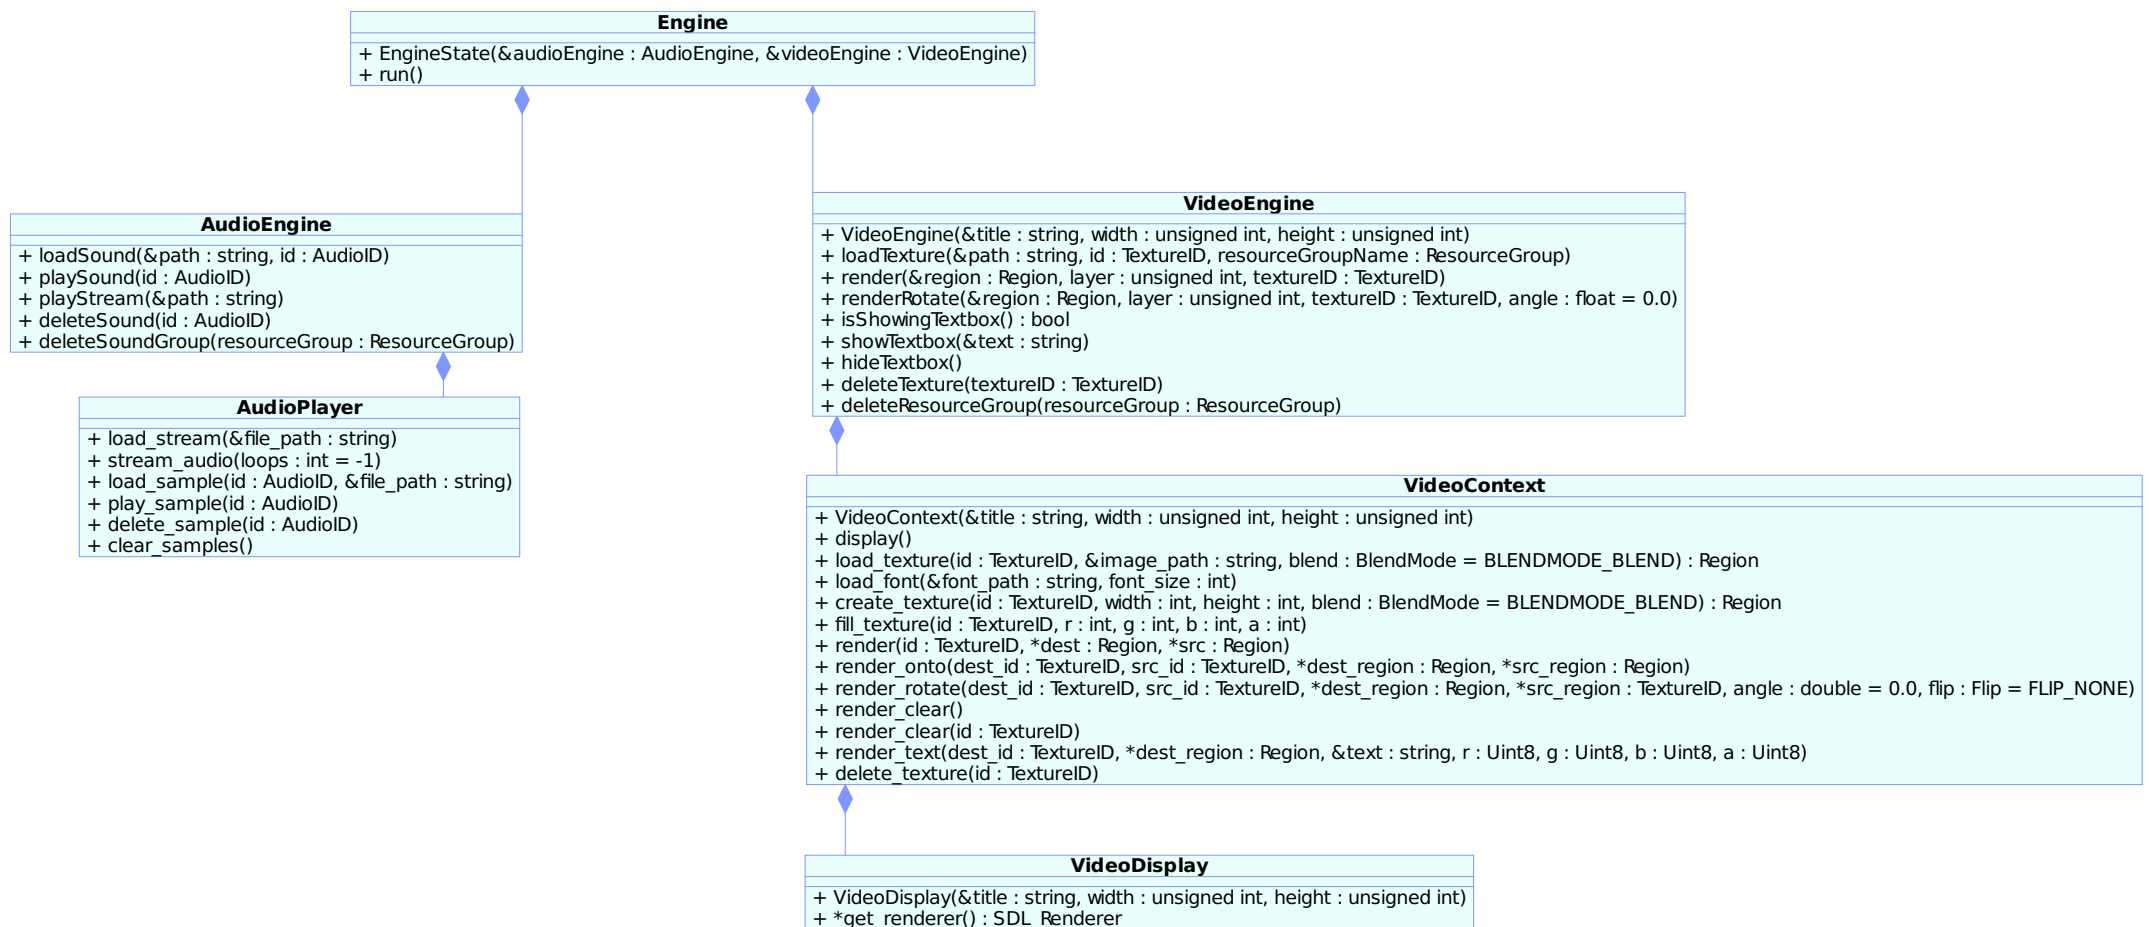 Engine
+ EngineState(&audioEngine : AudioEngine, &videoEngine : VideoEngine)
+ run()
AudioEngine
+ loadSound(&path : string, id : AudioID)
+ playSound(id : AudioID)
+ playStream(&path : string)
+ deleteSound(id : AudioID)
+ deleteSoundGroup(resourceGroup : ResourceGroup)
AudioPlayer
+ load_stream(&file_path : string)
+ stream_audio(loops : int = -1)
+ load_sample(id : AudioID, &file_path : string)
+ play_sample(id : AudioID)
+ delete_sample(id : AudioID)
+ clear_samples()
VideoEngine
+ VideoEngine(&title : string, width : unsigned int, height : unsigned int)
+ loadTexture(&path : string, id : TextureID, resourceGroupName : ResourceGroup)
+ render(&region : Region, layer : unsigned int, textureID : TextureID)
+ renderRotate(&region : Region, layer : unsigned int, textureID : TextureID, angle : float = 0.0)
+ isShowingTextbox() : bool
+ showTextbox(&text : string)
+ hideTextbox()
+ deleteTexture(textureID : TextureID)
+ deleteResourceGroup(resourceGroup : ResourceGroup)
VideoContext
+ VideoContext(&title : string, width : unsigned int, height : unsigned int)
+ display()
+ load_texture(id : TextureID, &image_path : string, blend : BlendMode = BLENDMODE_BLEND) : Region
+ load_font(&font_path : string, font_size : int)
+ create_texture(id : TextureID, width : int, height : int, blend : BlendMode = BLENDMODE_BLEND) : Region
+ fill_texture(id : TextureID, r : int, g : int, b : int, a : int)
+ render(id : TextureID, *dest : Region, *src : Region)
+ render_onto(dest_id : TextureID, src_id : TextureID, *dest_region : Region, *src_region : Region)
+ render_rotate(dest_id : TextureID, src_id : TextureID, *dest_region : Region, *src_region : TextureID, angle : double = 0.0, flip : Flip = FLIP_NONE)
+ render_clear()
+ render_clear(id : TextureID)
+ render_text(dest_id : TextureID, *dest_region : Region, &text : string, r : Uint8, g : Uint8, b : Uint8, a : Uint8)
+ delete_texture(id : TextureID)
VideoDisplay
+ VideoDisplay(&title : string, width : unsigned int, height : unsigned int)
+ *get_renderer() : SDL_Renderer